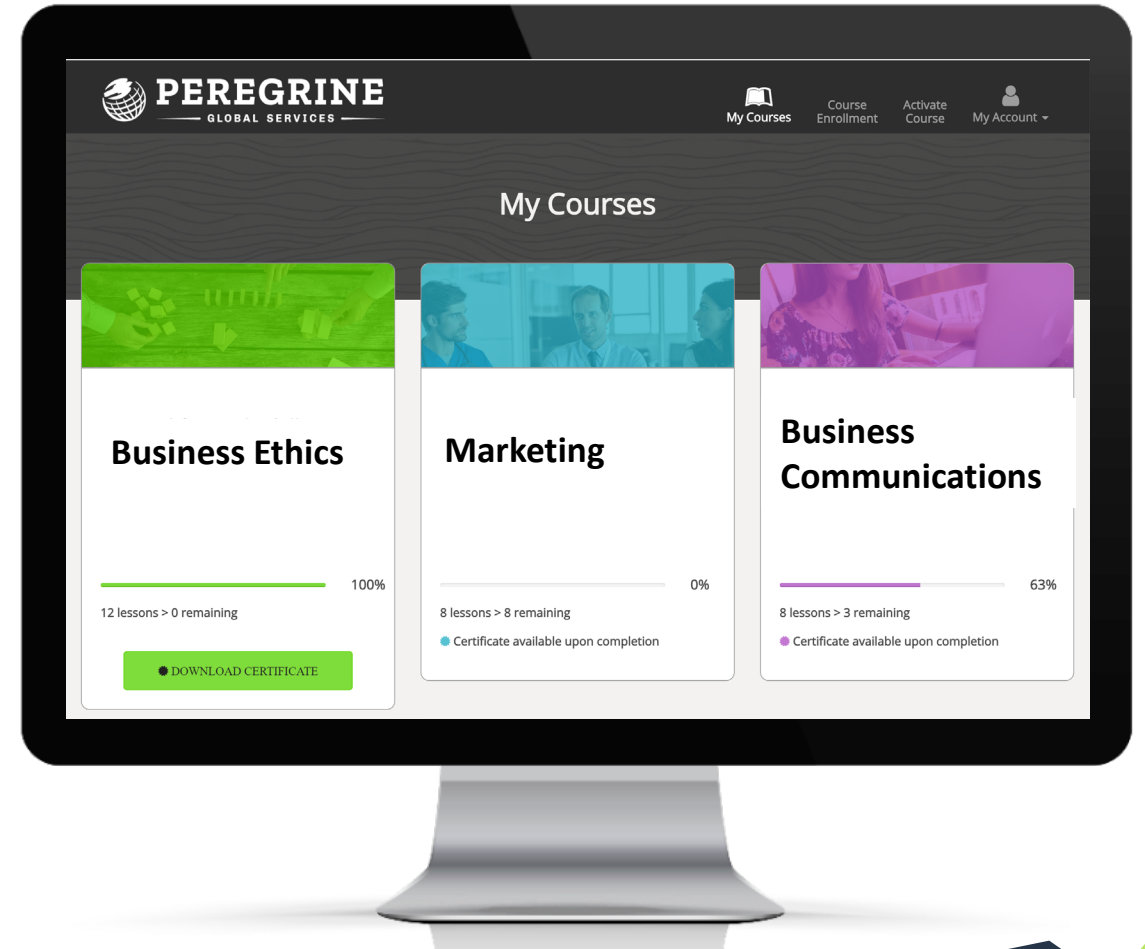 PEREGRINE
GLOBAL SERVICES
My Courses
Course
Enrollment
Activate
Course
My Account
My Courses
Business Ethics
100%
12 lessons > 0 remaining
DOWNLOAD CERTIFICATE
Marketing
0%
8 lessons > 8 remaining
Certificate available upon completion
Business
Communications
63%
8 lessons > 3 remaining
Certificate available upon completion